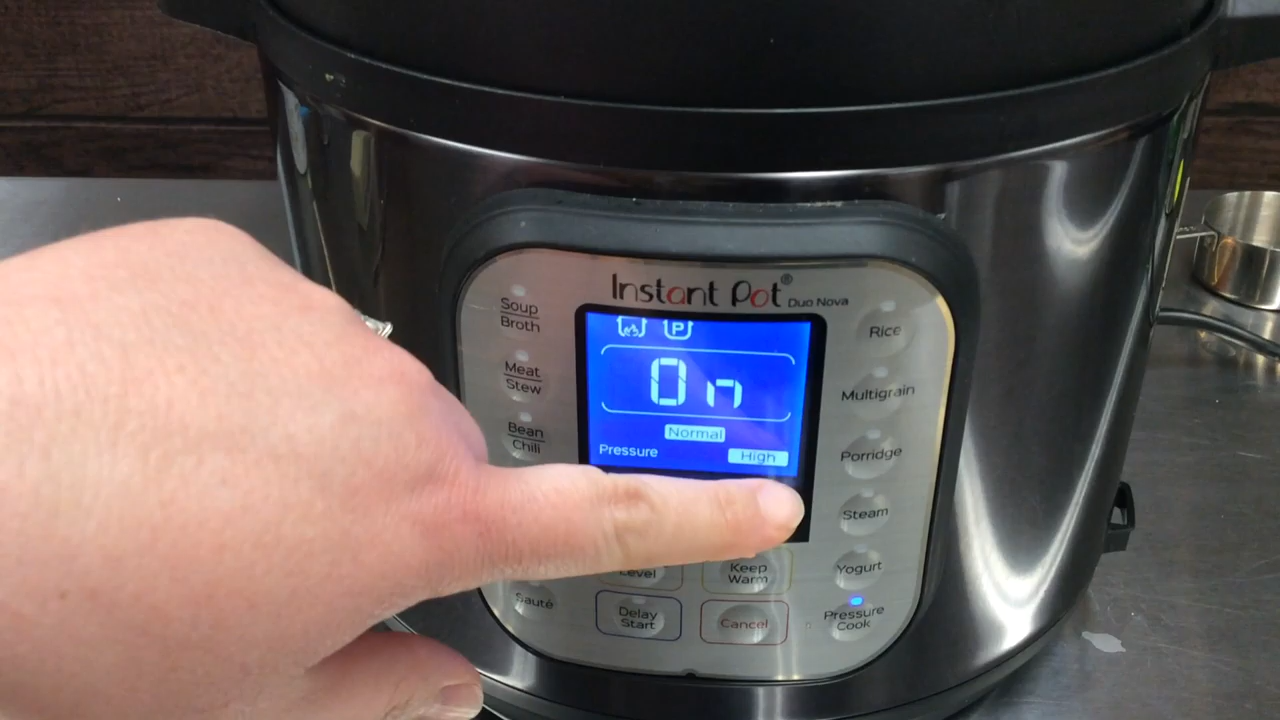 Instant Pot® Duo Nova
Soup
Broth
Meat
Stew
Bean
Chili
Sauté
P
On
Normal
Pressure High
Level
Keep
Warm
Delay
Start
Cancel
Rice
Multigrain
Porridge
Steam
Yogurt
Pressure
Cook